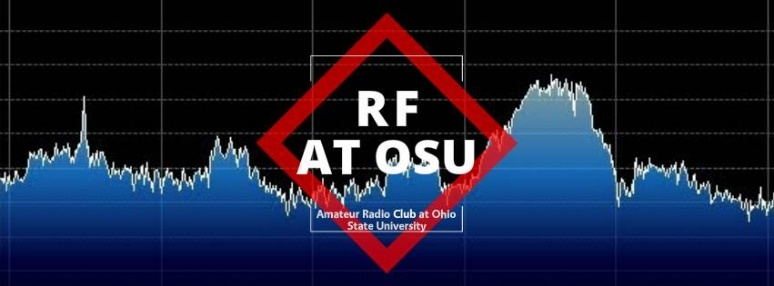 RF
AT OSU
Amateur Radio Club at Ohio
State University